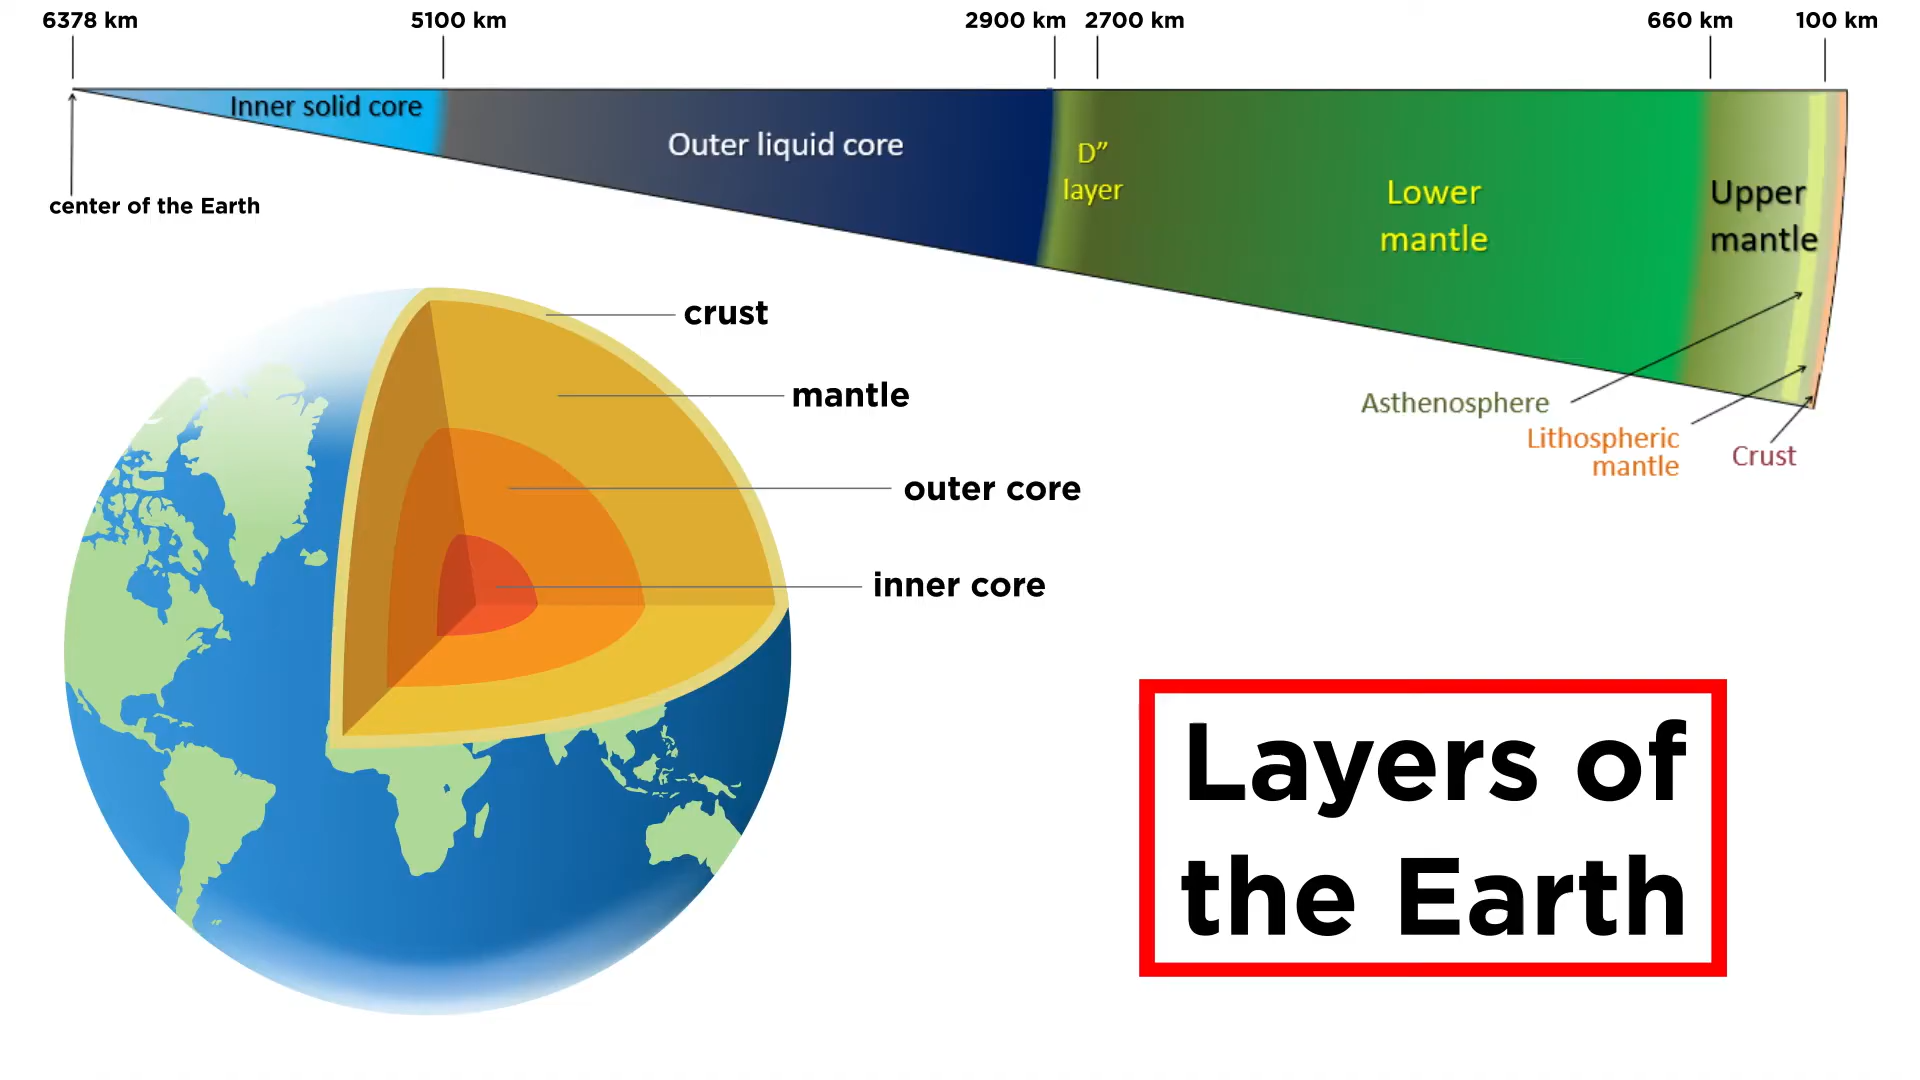 6378 km
5100 km
2900 km
2700 km
660 km
100 km
Inner solid core
Outer liquid core
D”
layer
Lower
mantle
Upper
mantle
center of the Earth
Asthenosphere
Lithospheric
mantle
Crust
crust
mantle
outer core
inner core
Layers of
the Earth